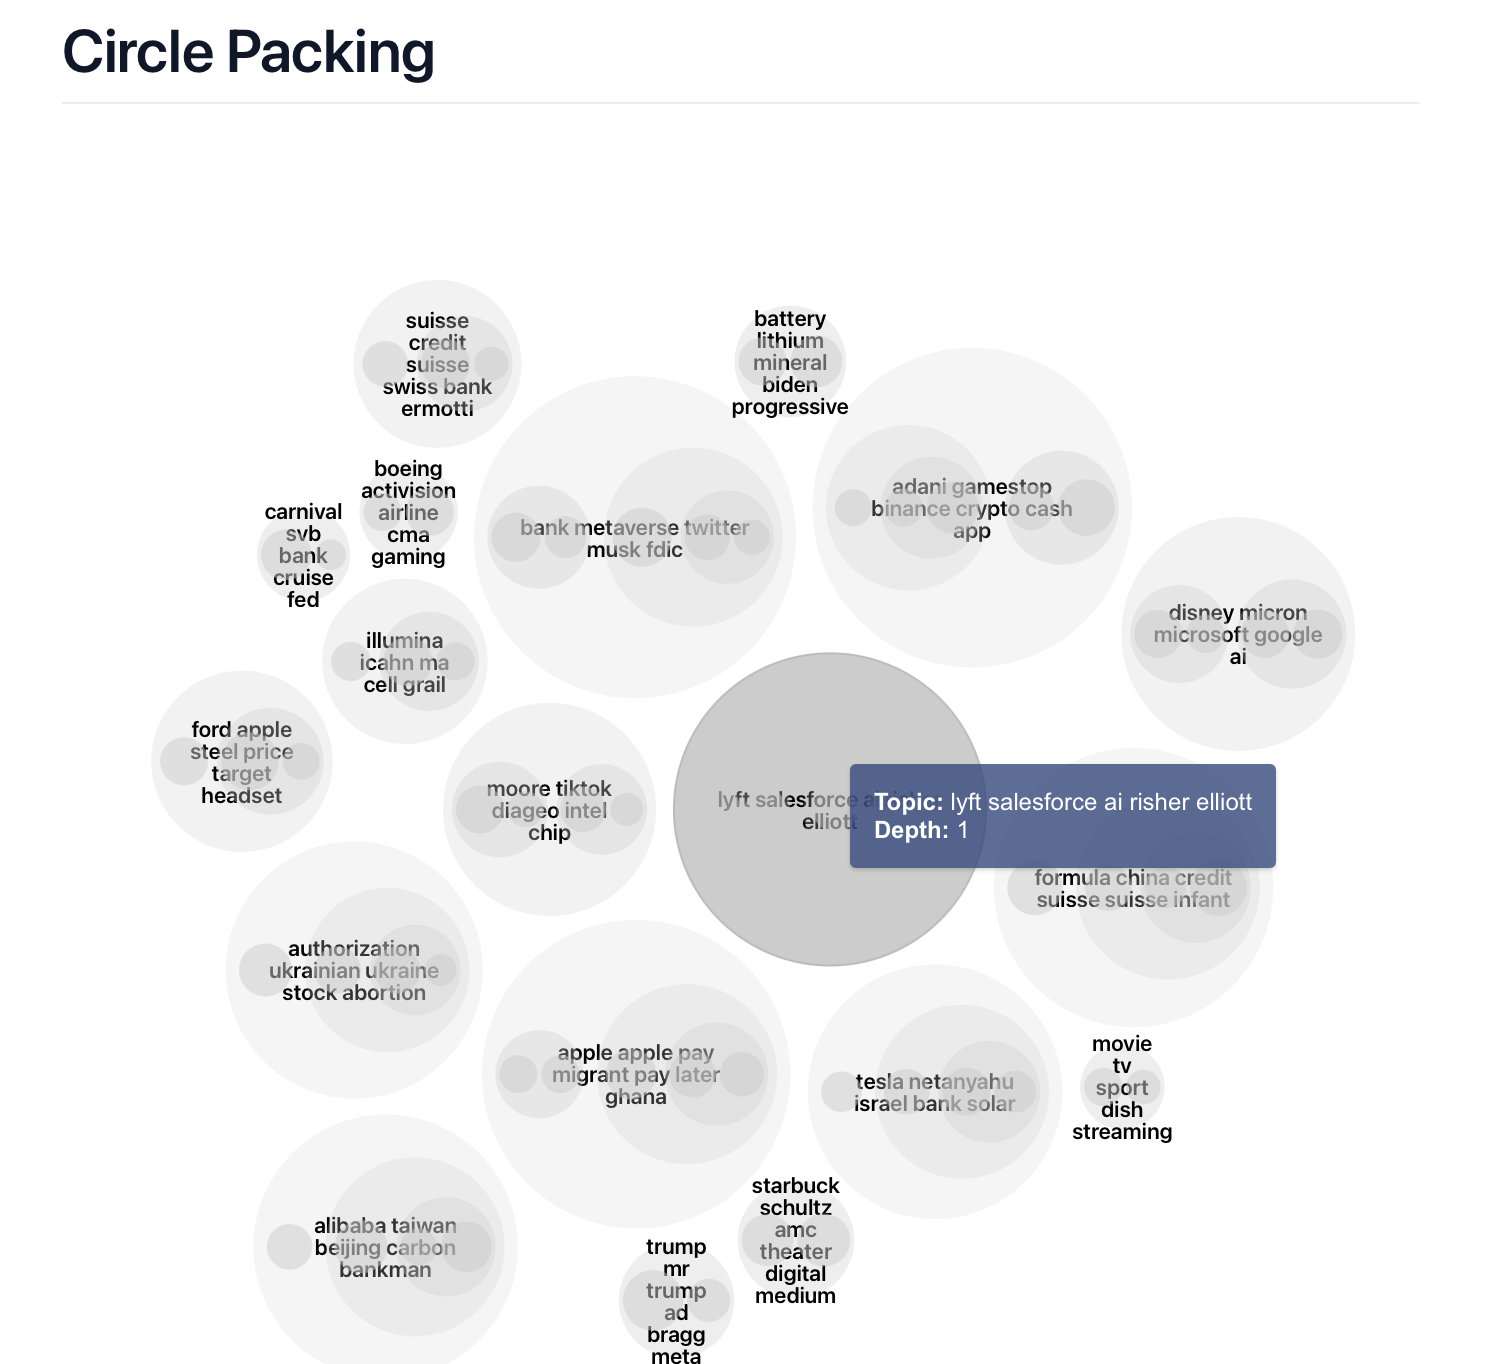 Circle Packing
suisse
credit
suisse
swiss bank
ermotti
battery
lithium
mineral
biden
progressive
boeing
activision
airline
cma
gaming
carnival
svb
bank
cruise
fed
bank metaverse twitter
musk fdic
adani gamestop
binance crypto cash
app
disney micron
microsoft google
ai
illumina
icahn ma
cell grail
ford apple
steel price
target
headset
moore tiktok
diageo intel
chip
lyft salesforce
elliott
Topic: lyft salesforce ai risher elliott
Depth: 1
formula china credit
suisse suisse infant
authorization
ukrainian ukraine
stock abortion
apple apple pay
migrant pay later
ghana
tesla netanyahu
israel bank solar
movie
tv
sport
dish
streaming
alibaba taiwan
beijing carbon
bankman
starbuck
schultz
amc
theater
digital
medium
trump
mr
trump
ad
bragg
meta